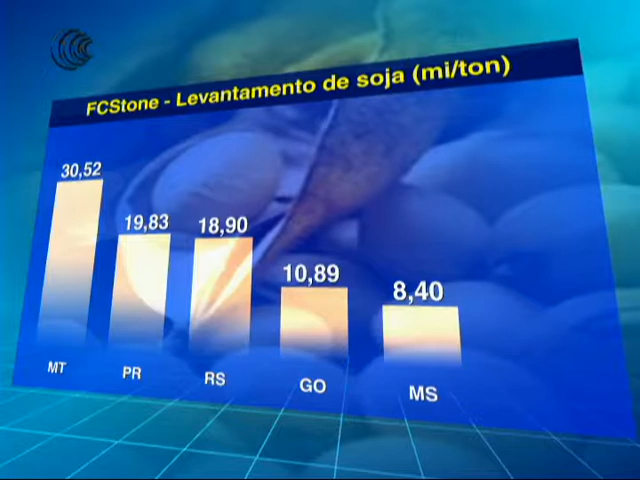 FCStone - Levantamento de soja (mi/ton)
30,52
19,83
18,90
10,89
8,40
MT
PR
RS
GO
MS